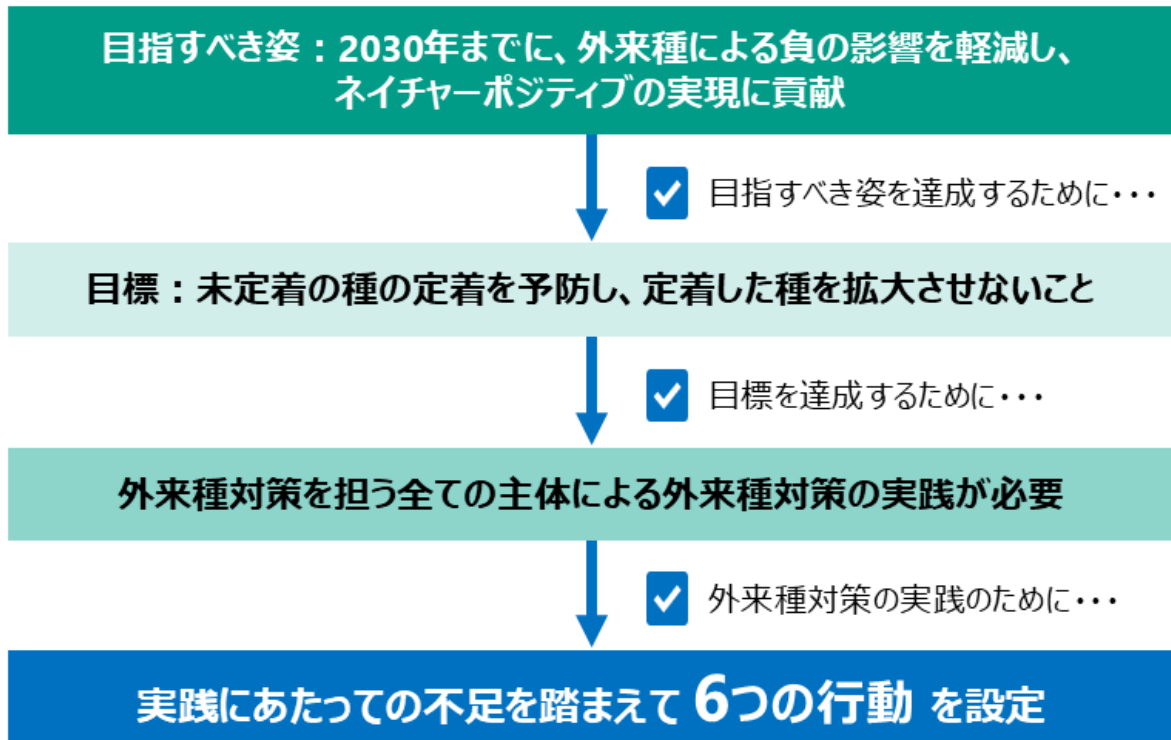 目指すべき姿：2030年までに、外来種による負の影響を軽減し、
ネイチャーポジティブの実現に貢献
目指すべき姿を達成するために・・・
目標：未定着の種の定着を予防し、定着した種を拡大させないこと
目標を達成するために・・・
外来種対策を担う全ての主体による外来種対策の実践が必要
外来種対策の実践のために・・・
実践にあたっての不足を踏まえて 6つの行動 を設定